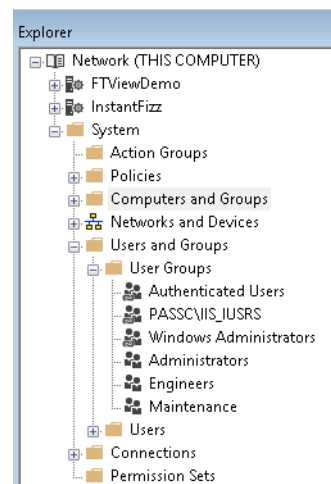 Explorer
Network (THIS COMPUTER)
FTViewDemo
InstantFizz
System
Action Groups
Policies
Computers and Groups
Networks and Devices
Users and Groups
User Groups
Authenticated Users
PASSC\IIS_IUSRS
Windows Administrators
Administrators
Engineers
Maintenance
Users
Connections
Permission Sets